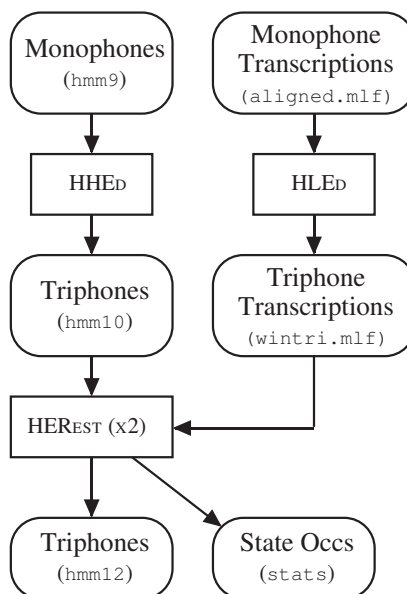 Monophones
(hmm9)
Monophone
Transcriptions
(aligned.mlf)
HHED
HLED
Triphones
(hmm10)
Triphone
Transcriptions
(wintri.mlf)
HEREST (X2)
Triphones
(hmm12)
State Occs
(stats)